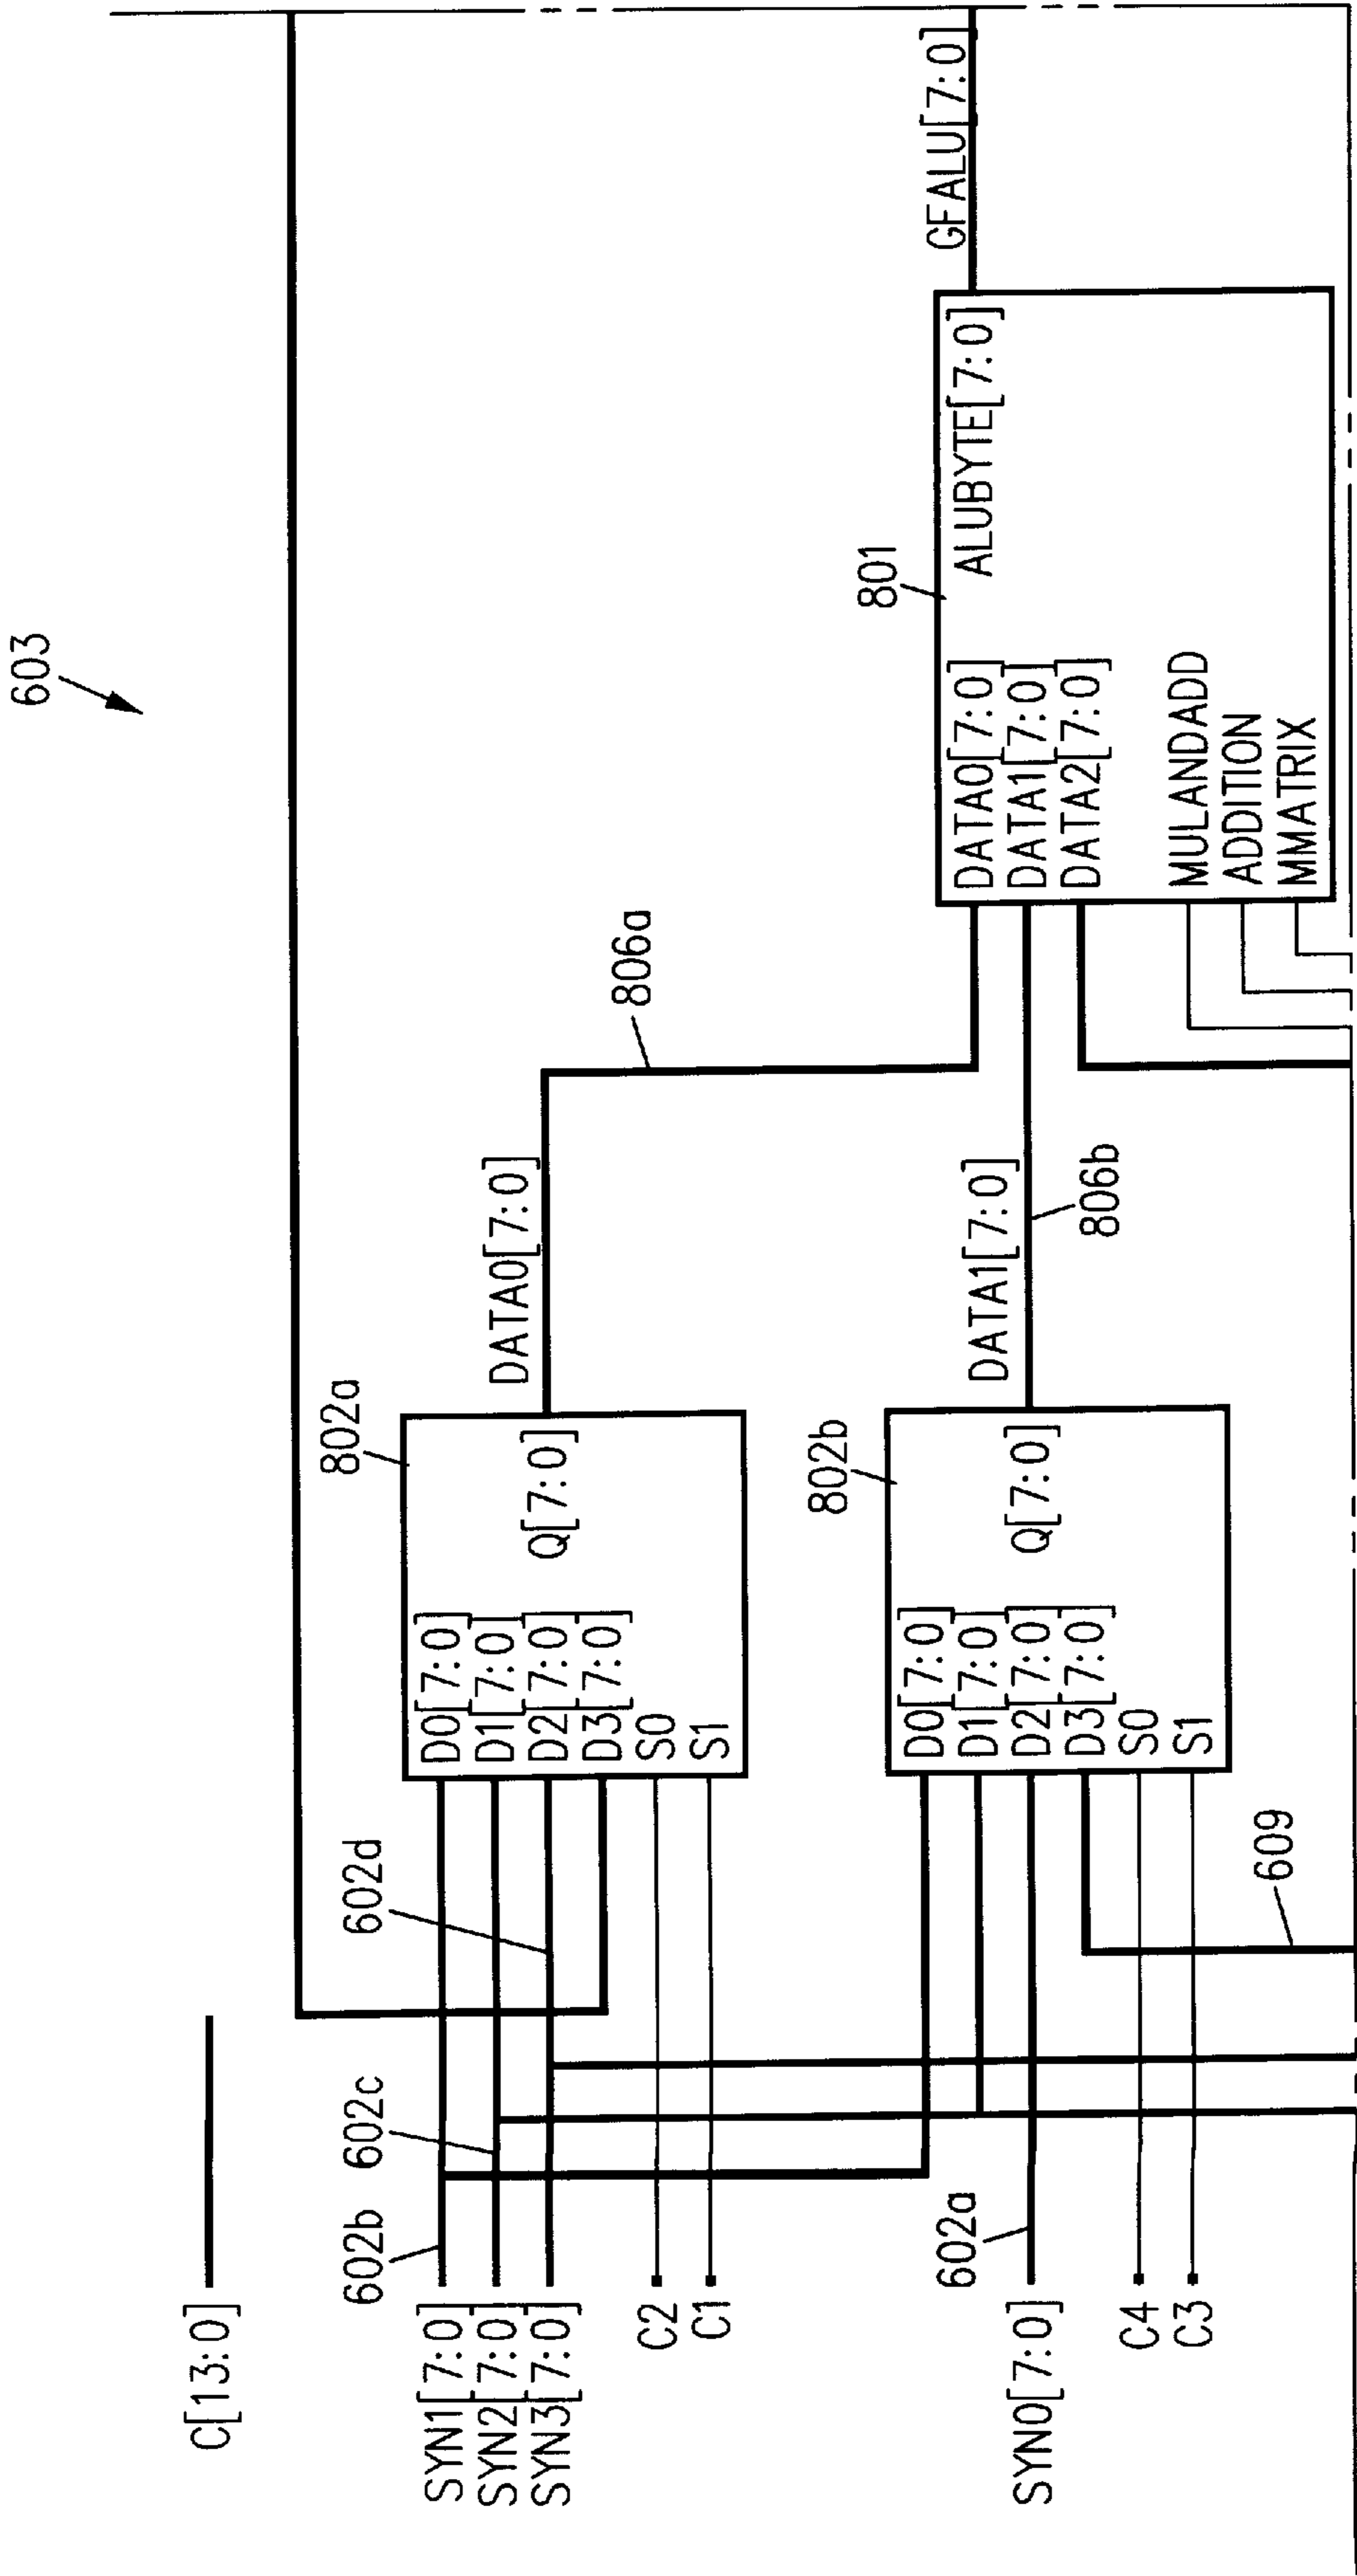 603
C[13:0]
602b
602c
602d
SYN1[7:0]
SYN2[7:0]
SYN3[7:0]
C2
C1
802a
D0[7:0]
D1[7:0]
D2[7:0]
D3[7:0]
S0
S1
Q[7:0]
DATA0[7:0]
806a
602a
SYN0[7:0]
C4
C3
609
802b
D0[7:0]
D1[7:0]
D2[7:0]
D3[7:0]
S0
S1
Q[7:0]
DATA1[7:0]
806b
801
DATA0[7:0]
DATA1[7:0]
DATA2[7:0]
MULANDADD
ADDITION
MMATRIX
ALUBYTE[7:0]
GFALU[7:0]